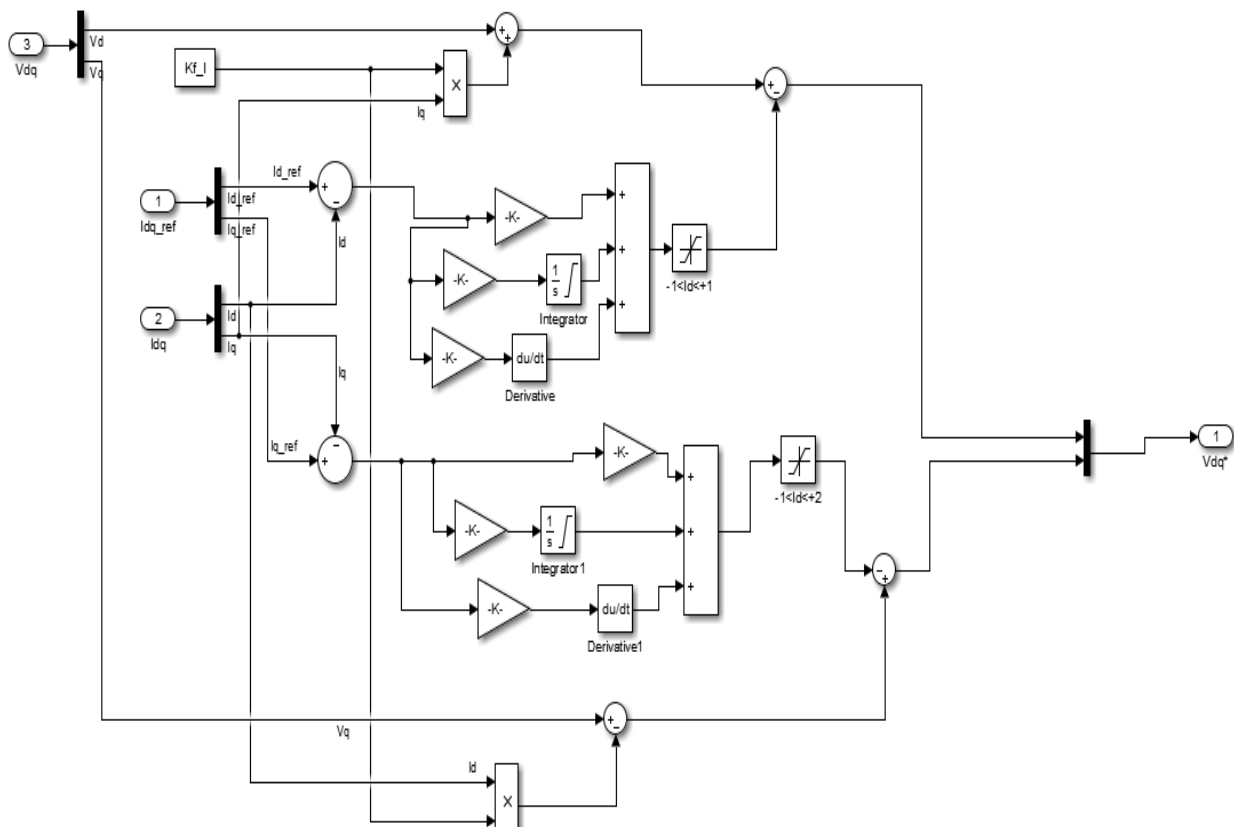 3
Vdq
Vd
Vq
Kf_I
X
Iq
+
+
+
-
1
Idq_ref
Id_ref
Id_ref
Iq_ref
+
-
Id
2
Idq
Id
Iq
Iq
-K-
-K-
1
s
Integrator
-K-
du/dt
Derivative
+
+
+
-1<Id<+1
Iq_ref
-
+
-K-
-K-
1
s
Integrator1
-K-
du/dt
Derivative1
+
+
+
-1<Id<+2
-
+
1
Vdq*
Vq
+
-
Id
X